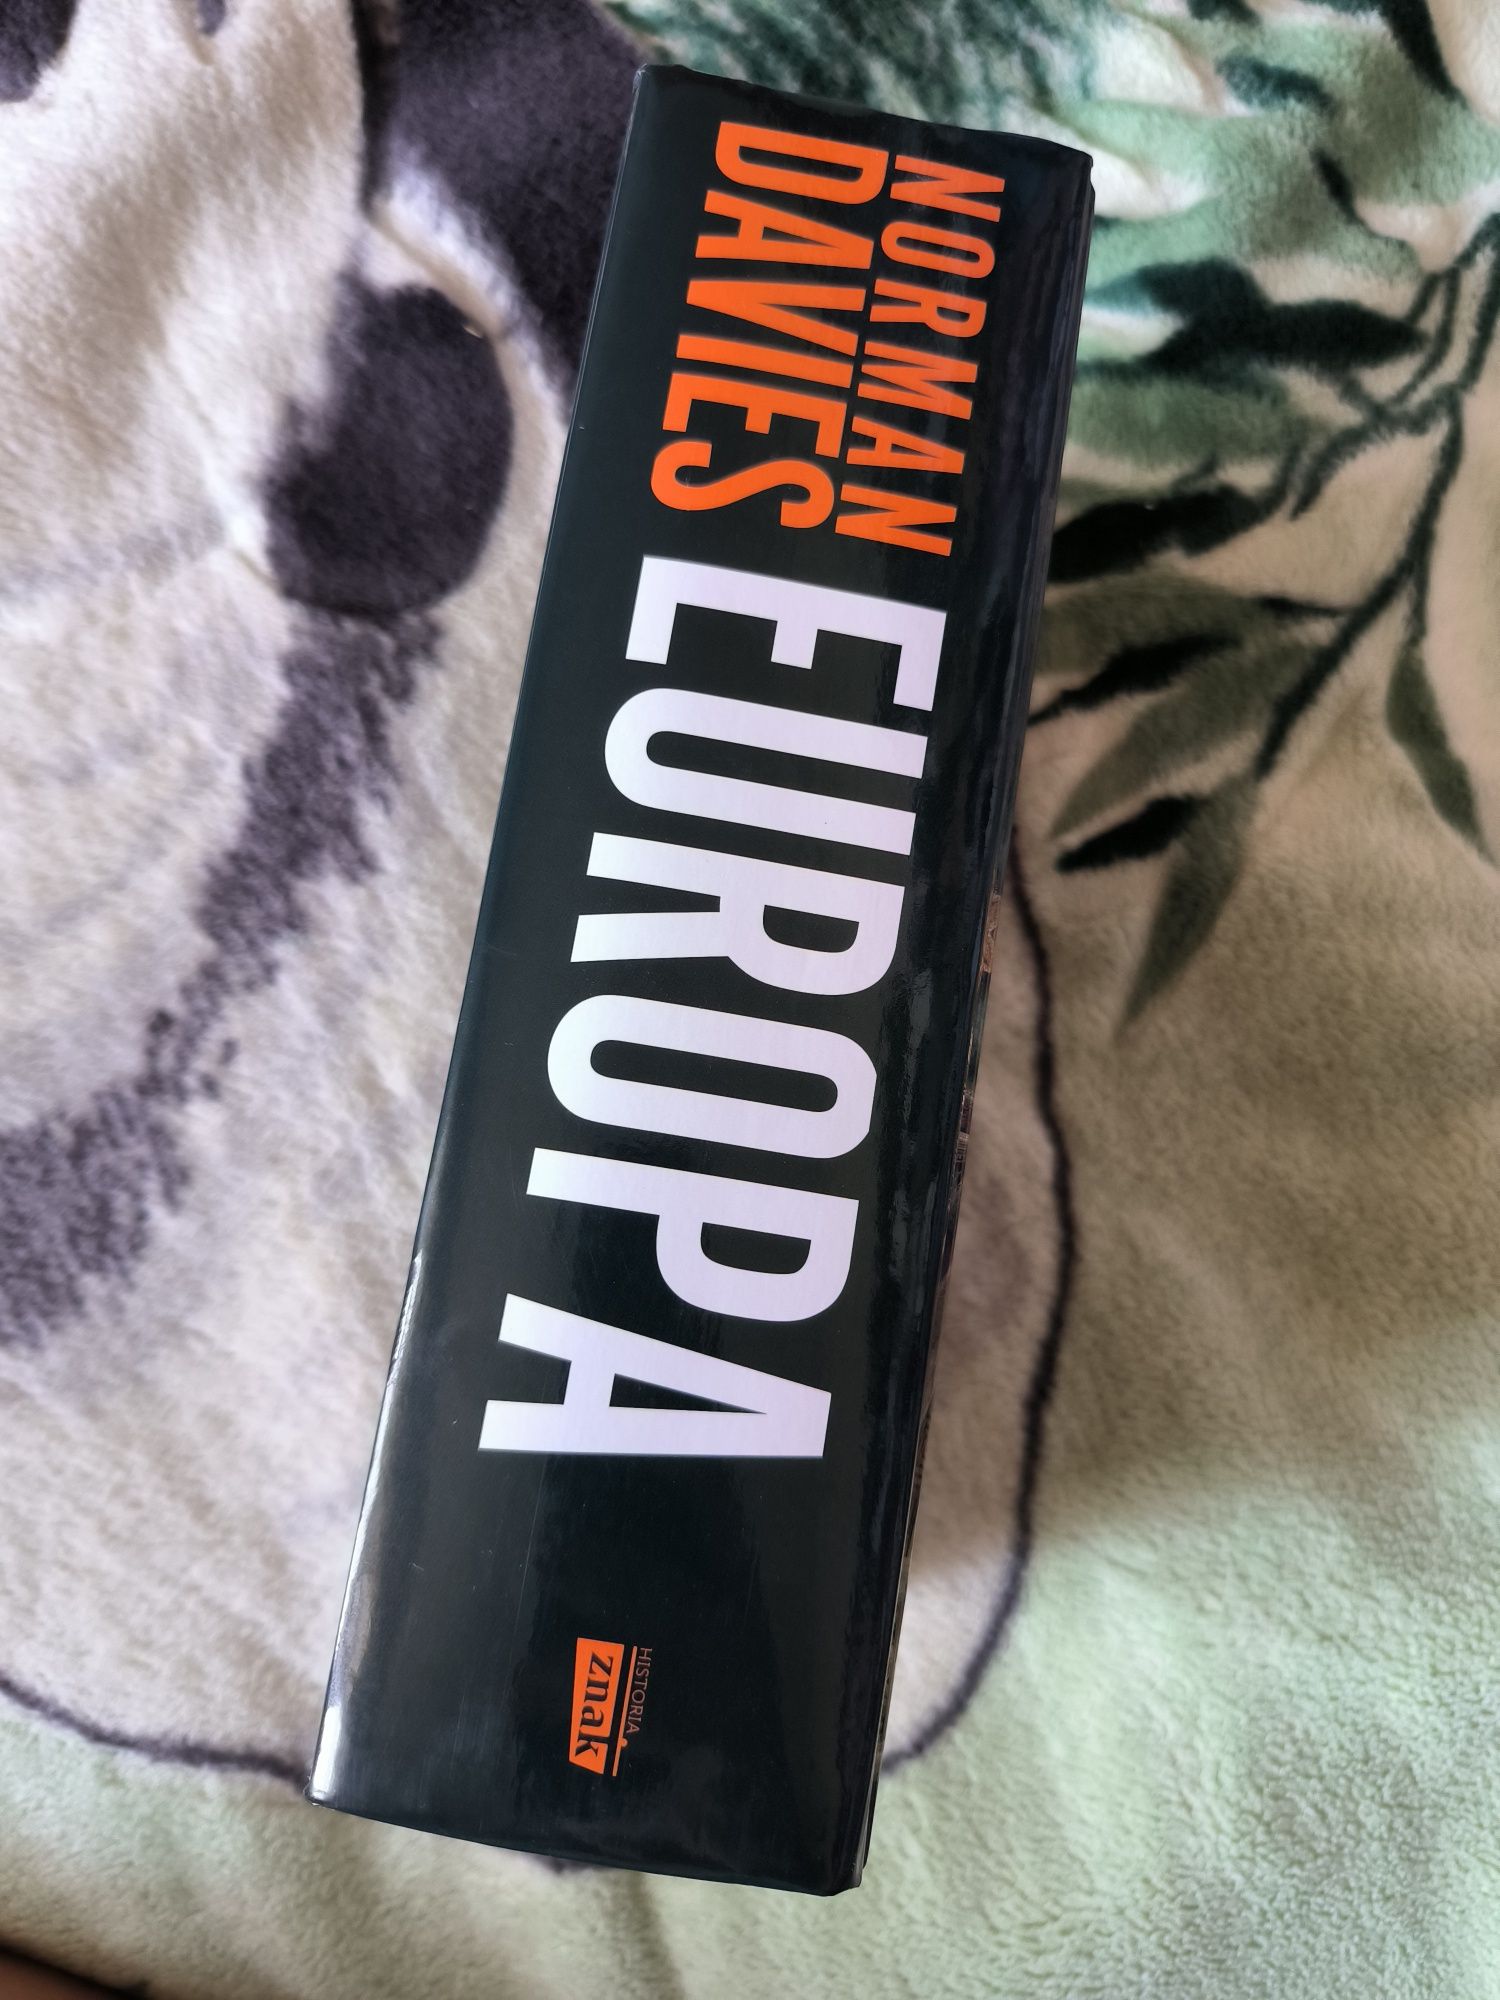 NORMAN
DAVIES
EUROPA
HISTORIA
znak